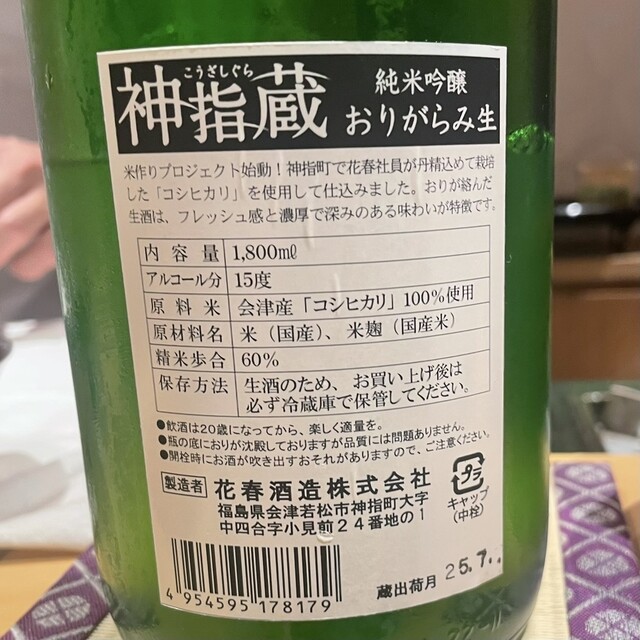 こうざしぐら
神指蔵
純米吟醸
おりがらみ生
米作りプロジェクト始動！神指町で花春社員が丹精込めて栽培
した「コシヒカリ」を使用して仕込みました。おりが絡んだ
生酒は、フレッシュ感と濃厚で深みのある味わいが特徴です。
内容量 1,800mℓ
アルコール分 15度
原料米 会津産「コシヒカリ」100%使用
原材料名 米（国産）、米麹（国産米）
精米歩合 60%
保存方法 生酒のため、お買い上げ後は
必ず冷蔵庫で保管してください。
●飲酒は20歳になってから、楽しく適量を。
●瓶の底におりが沈殿しておりますが品質には問題ありません。
●開栓時にお酒が吹き出すおそれがありますので、ご注意ください。
製造者 花春酒造株式会社
福島県会津若松市神指町大字
中四合字小見前24番地の1
プラ
キャップ
(中栓)
4 954595 178179
蔵出荷月 25.7.